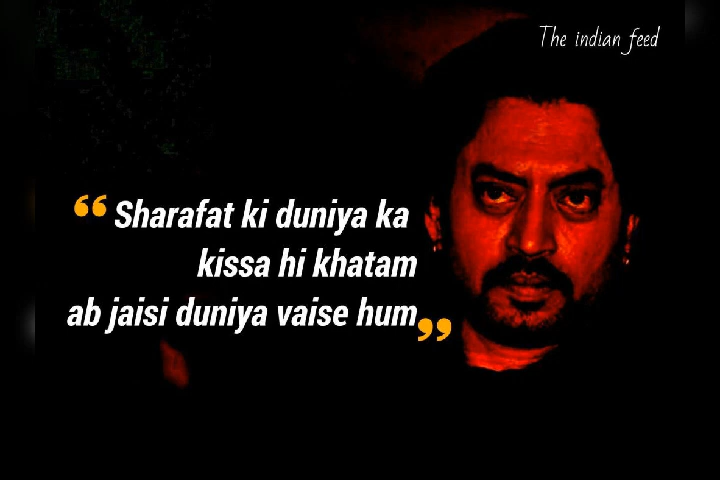 The indian feed
“ Sharafat ki duniya ka
kissa hi khatam
ab jaisi duniya vaise hum ”